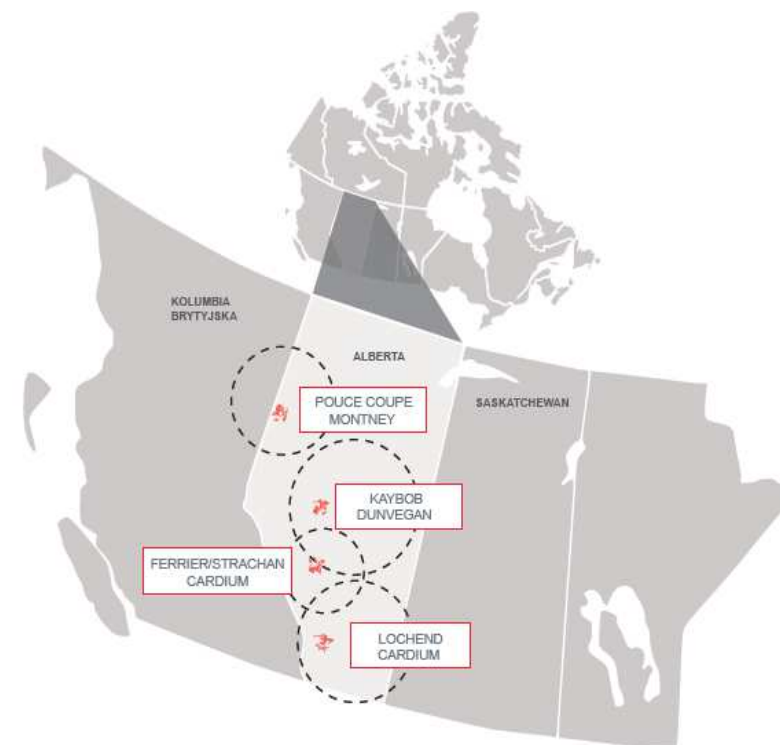 KOLUMBIA
BRYTYJSKA
ALBERTA
POUCE COUPE
MONTNEY
SASKATCHEWAN
KAYBOB
DUNVEGAN
FERRIER/STRACHAN
CARDIUM
LOCHEND
CARDIUM